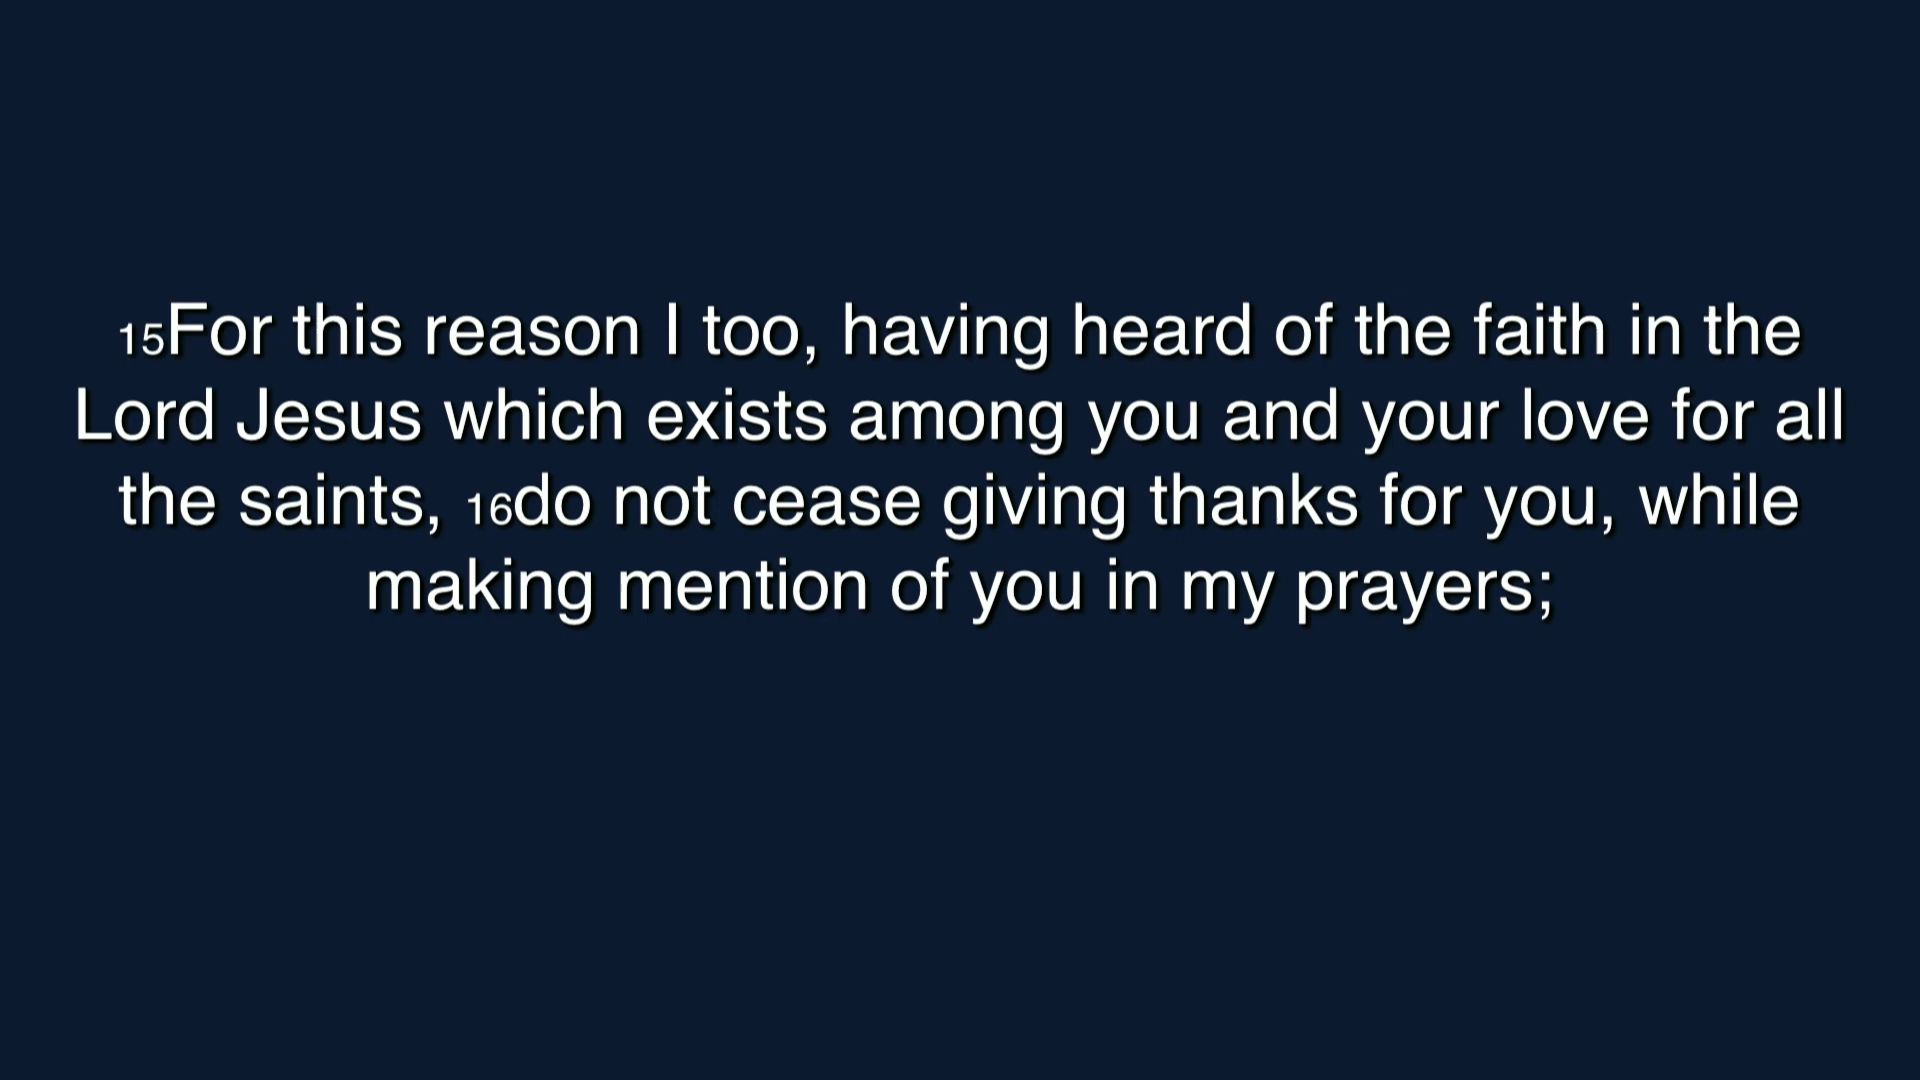 15For this reason I too, having heard of the faith in the
Lord Jesus which exists among you and your love for all
the saints, 16do not cease giving thanks for you, while
making mention of you in my prayers;